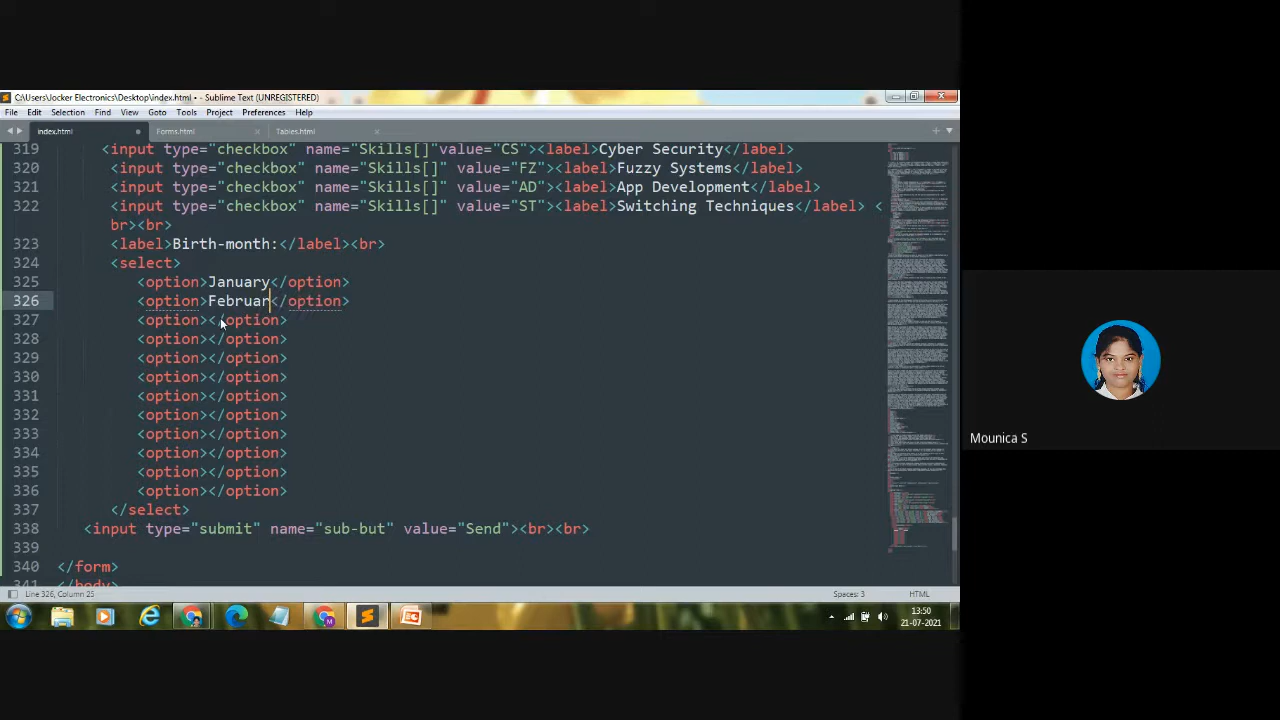 C:\Users\Jocker Electronics\Desktop\index.html • - Sublime Text (UNREGISTERED)
File Edit Selection Find View Goto Tools Project Preferences Help
index.html Forms.html Tables.html
319 <input type="checkbox" name="Skills[]"value="CS"><label>Cyber Security</label>
320 <input type="checkbox" name="Skills[]" value="FZ"><label>Fuzzy Systems</label>
321 <input type="checkbox" name="Skills[]" value="AD"><label>App Development</label>
322 <input type="checkbox" name="Skills[]" value="ST"><label>Switching Techniques</label> <
br><br>
323 <label>Birth-month:</label><br>
324 <select>
325 <option>January</option>
326 <option>Februar</option>
327 <option></option>
328 <option></option>
329 <option></option>
330 <option></option>
331 <option></option>
332 <option></option>
333 <option></option>
334 <option></option>
335 <option></option>
336 <option></option>
337 </select>
338 <input type="submit" name="sub-but" value="Send"><br><br>
339
340 </form>
341 </body>
Line 326, Column 25 Spaces: 3 HTML
13:50
21-07-2021
Mounica S